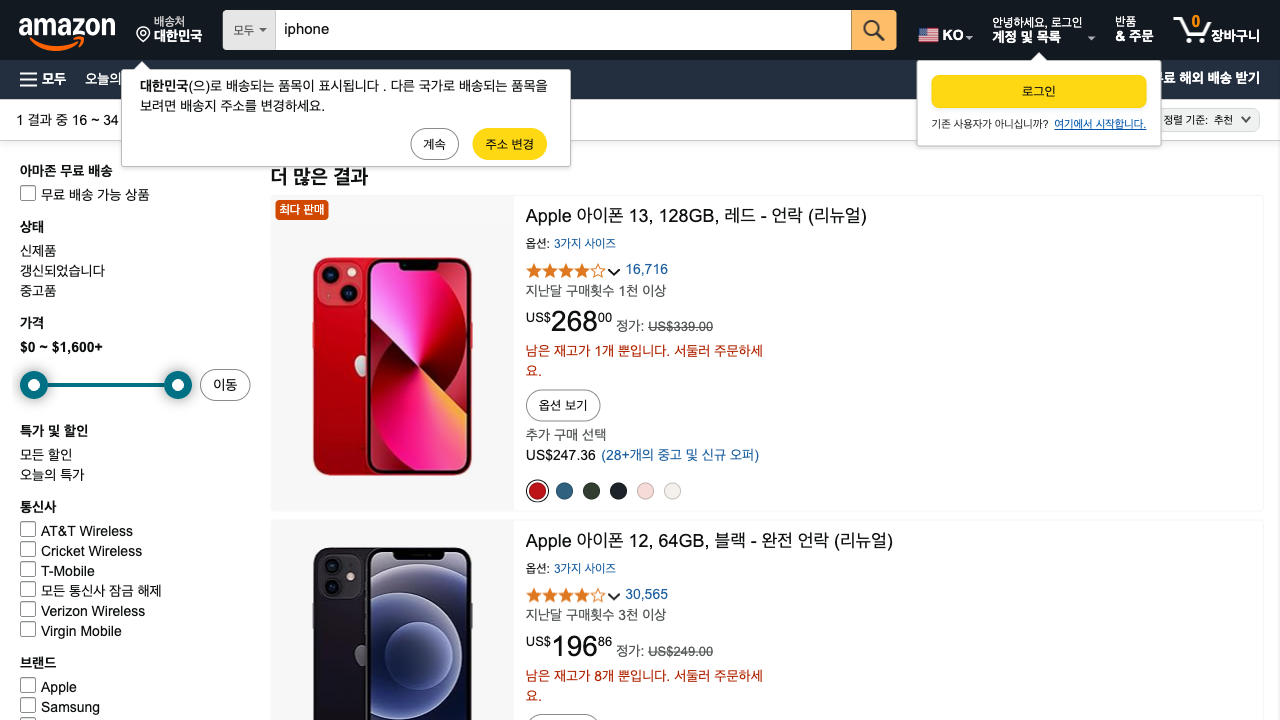 amazon
배송처
대한민국
모두
iphone
KO
안녕하세요, 로그인
계정 및 목록
반품
& 주문
0
장바구니
모두
오늘의
료 해외 배송 받기
대한민국(으)로 배송되는 품목이 표시됩니다 . 다른 국가로 배송되는 품목을
보려면 배송지 주소를 변경하세요.
계속
주소 변경
로그인
기존 사용자가 아니십니까? 여기에서 시작합니다.
1 결과 중 16 ~ 34
정렬 기준: 추천
아마존 무료 배송
무료 배송 가능 상품
상태
신제품
갱신되었습니다
중고품
가격
$0 ~ $1,600+
이동
특가 및 할인
모든 할인
오늘의 특가
통신사
AT&T Wireless
Cricket Wireless
T-Mobile
모든 통신사 잠금 해제
Verizon Wireless
Virgin Mobile
브랜드
Apple
Samsung
더 많은 결과
최다 판매
Apple 아이폰 13, 128GB, 레드 - 언락 (리뉴얼)
옵션: 3가지 사이즈
16,716
지난달 구매횟수 1천 이상
US$26800 정가: US$339.00
남은 재고가 1개 뿐입니다. 서둘러 주문하세
요.
옵션 보기
추가 구매 선택
US$247.36 (28+개의 중고 및 신규 오퍼)
Apple 아이폰 12, 64GB, 블랙 - 완전 언락 (리뉴얼)
옵션: 3가지 사이즈
30,565
지난달 구매횟수 3천 이상
US$19686 정가: US$249.00
남은 재고가 8개 뿐입니다. 서둘러 주문하세
요.